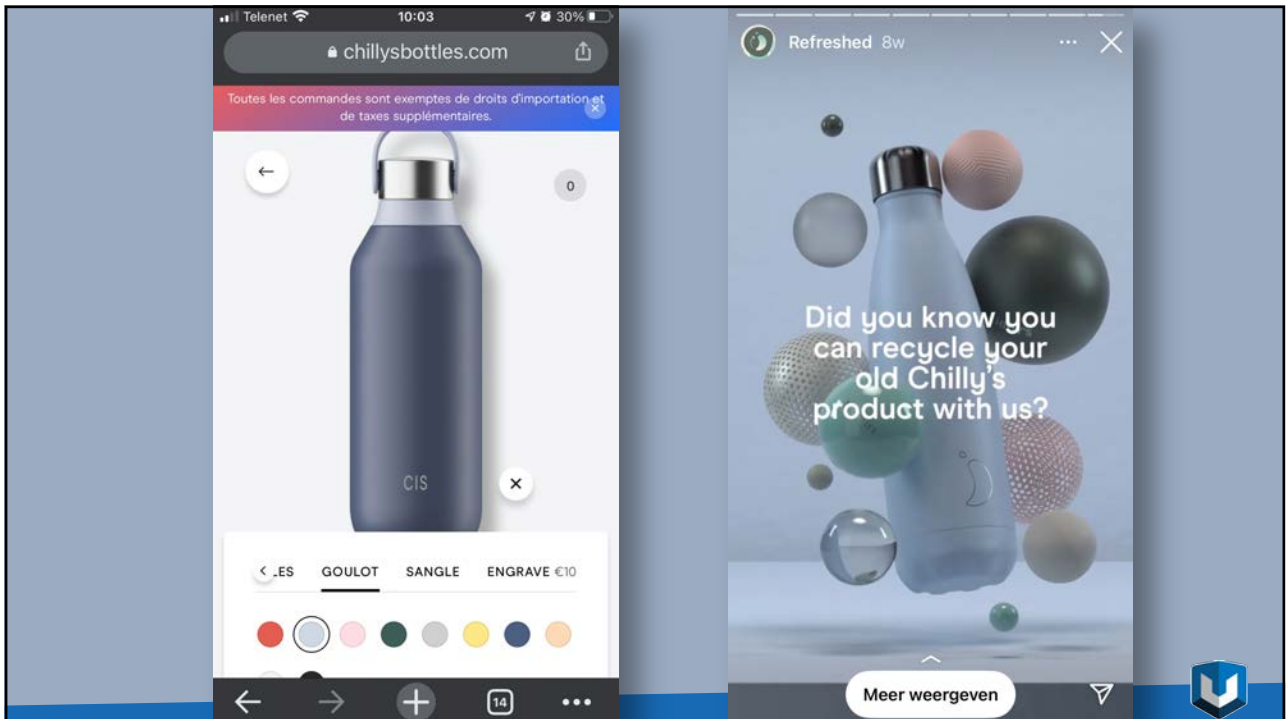 Telenet 10:03 30%
chillysbottles.com
Toutes les commandes sont exemptes de droits d'importation et
de taxes supplémentaires.
0
CIS
LES GOULOT SANGLE ENGRAVE €10
14
Refreshed 8w
Did you know you
can recycle your
old Chilly's
product with us?
Meer weergeven